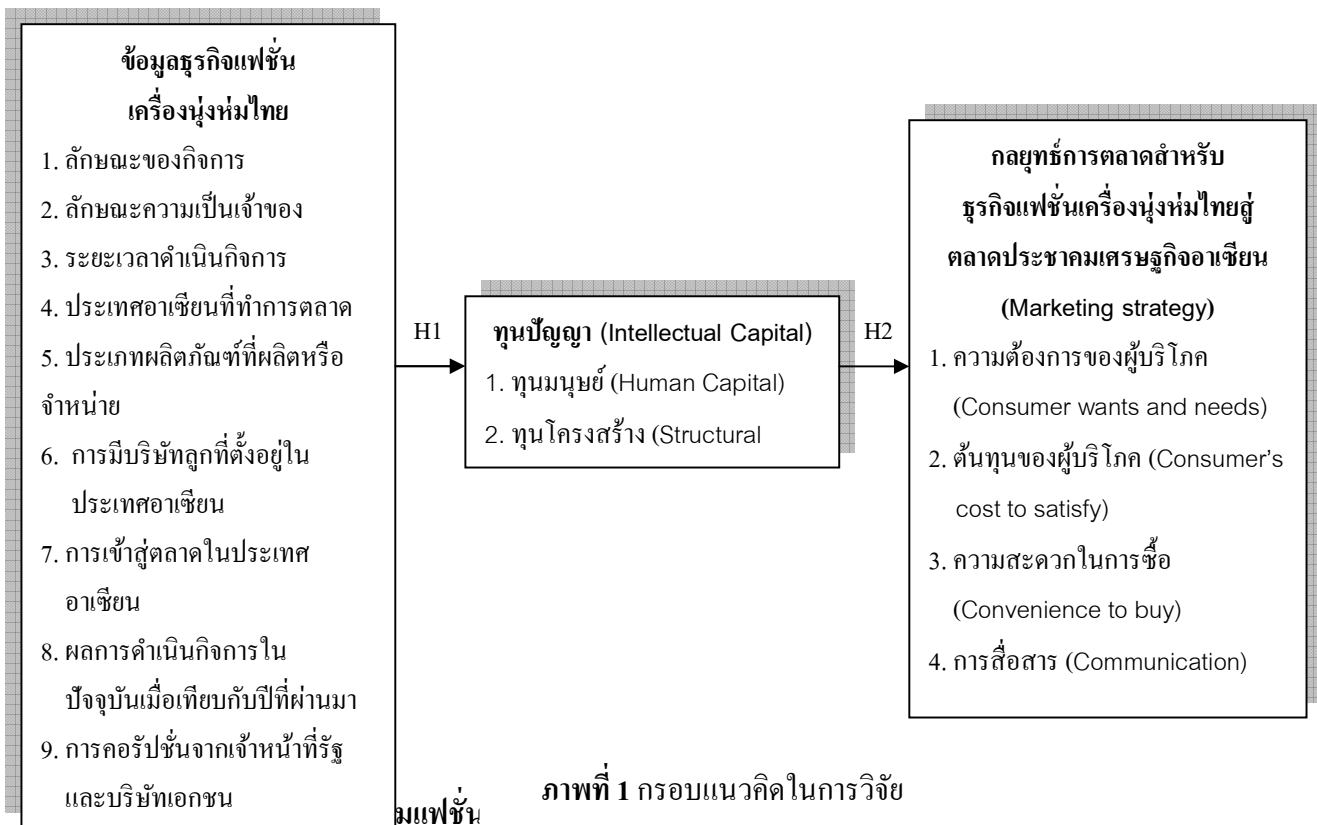 ข้อมูลธุรกิจแฟชั่น
เครื่องนุ่งห่มไทย
1. ลักษณะของกิจการ
2. ลักษณะความเป็นเจ้าของ
3. ระยะเวลาดำเนินกิจการ
4. ประเทศอาเซียนที่ทำการตลาด
5. ประเภทผลิตภัณฑ์ที่ผลิตหรือ
จำหน่าย
6. การมีบริษัทลูกที่ตั้งอยู่ใน
ประเทศอาเซียน
7. การเข้าสู่ตลาดในประเทศ
อาเซียน
8. ผลการดำเนินกิจการใน
ปัจจุบันเมื่อเทียบกับปีที่ผ่านมา
9. การคอรัปชั่นจากเจ้าหน้าที่รัฐ
และบริษัทเอกชน
H1
ทุนปัญญา (Intellectual Capital)
1. ทุนมนุษย์ (Human Capital)
2. ทุนโครงสร้าง (Structural
H2
กลยุทธ์การตลาดสำหรับ
ธุรกิจแฟชั่นเครื่องนุ่งห่มไทยสู่
ตลาดประชาคมเศรษฐกิจอาเซียน
(Marketing strategy)
1. ความต้องการของผู้บริโภค
(Consumer wants and needs)
2. ต้นทุนของผู้บริโภค (Consumer's
cost to satisfy)
3. ความสะดวกในการซื้อ
(Convenience to buy)
4. การสื่อสาร (Communication)
ภาพที่ 1 กรอบแนวคิดในการวิจัย
มแฟชั่น